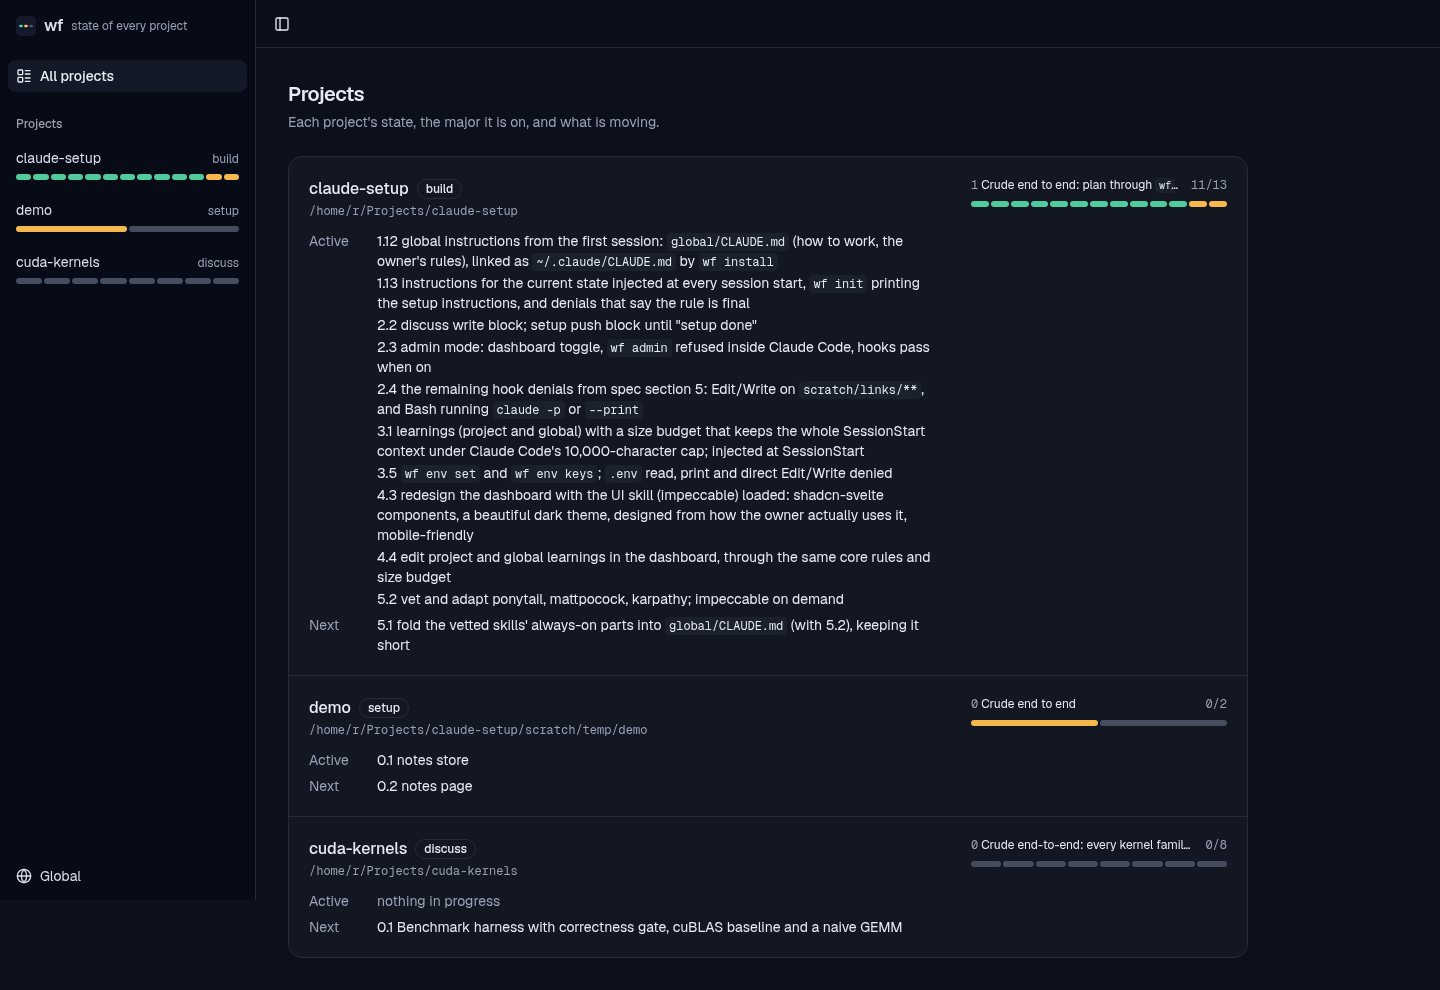 wf state of every project
All projects
Projects
claude-setup build
demo setup
cuda-kernels discuss
Global
Projects
Each project's state, the major it is on, and what is moving.
claude-setup build
1 Crude end to end: plan through wf… 11/13
/home/r/Projects/claude-setup
Active 1.12 global instructions from the first session: global/CLAUDE.md (how to work, the
owner's rules), linked as ~/.claude/CLAUDE.md by wf install
1.13 instructions for the current state injected at every session start, wf init printing
the setup instructions, and denials that say the rule is final
2.2 discuss write block; setup push block until "setup done"
2.3 admin mode: dashboard toggle, wf admin refused inside Claude Code, hooks pass
when on
2.4 the remaining hook denials from spec section 5: Edit/Write on scratch/links/**,
and Bash running claude -p or --print
3.1 learnings (project and global) with a size budget that keeps the whole SessionStart
context under Claude Code's 10,000-character cap; injected at SessionStart
3.5 wf env set and wf env keys; .env read, print and direct Edit/Write denied
4.3 redesign the dashboard with the UI skill (impeccable) loaded: shadcn-svelte
components, a beautiful dark theme, designed from how the owner actually uses it,
mobile-friendly
4.4 edit project and global learnings in the dashboard, through the same core rules and
size budget
5.2 vet and adapt ponytail, mattpocock, karpathy; impeccable on demand
Next 5.1 fold the vetted skills' always-on parts into global/CLAUDE.md (with 5.2), keeping it
short
demo setup
0 Crude end to end 0/2
/home/r/Projects/claude-setup/scratch/temp/demo
Active 0.1 notes store
Next 0.2 notes page
cuda-kernels discuss
0 Crude end-to-end: every kernel famil… 0/8
/home/r/Projects/cuda-kernels
Active nothing in progress
Next 0.1 Benchmark harness with correctness gate, cuBLAS baseline and a naive GEMM